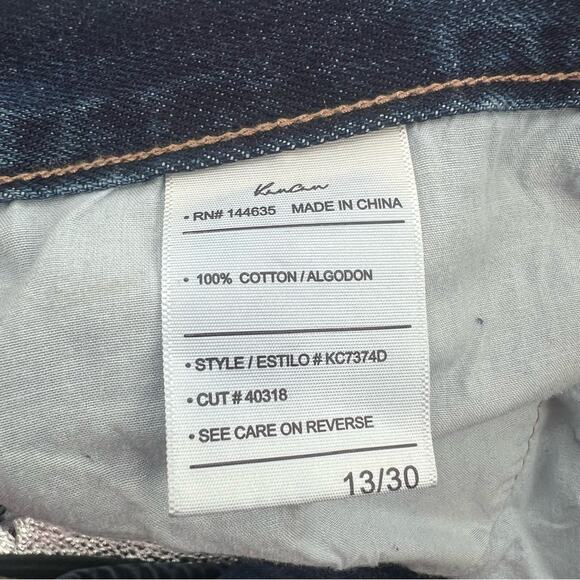 KanCan
• RN# 144635 MADE IN CHINA
• 100% COTTON / ALGODON
• STYLE / ESTILO # KC7374D
• CUT # 40318
• SEE CARE ON REVERSE
13/30